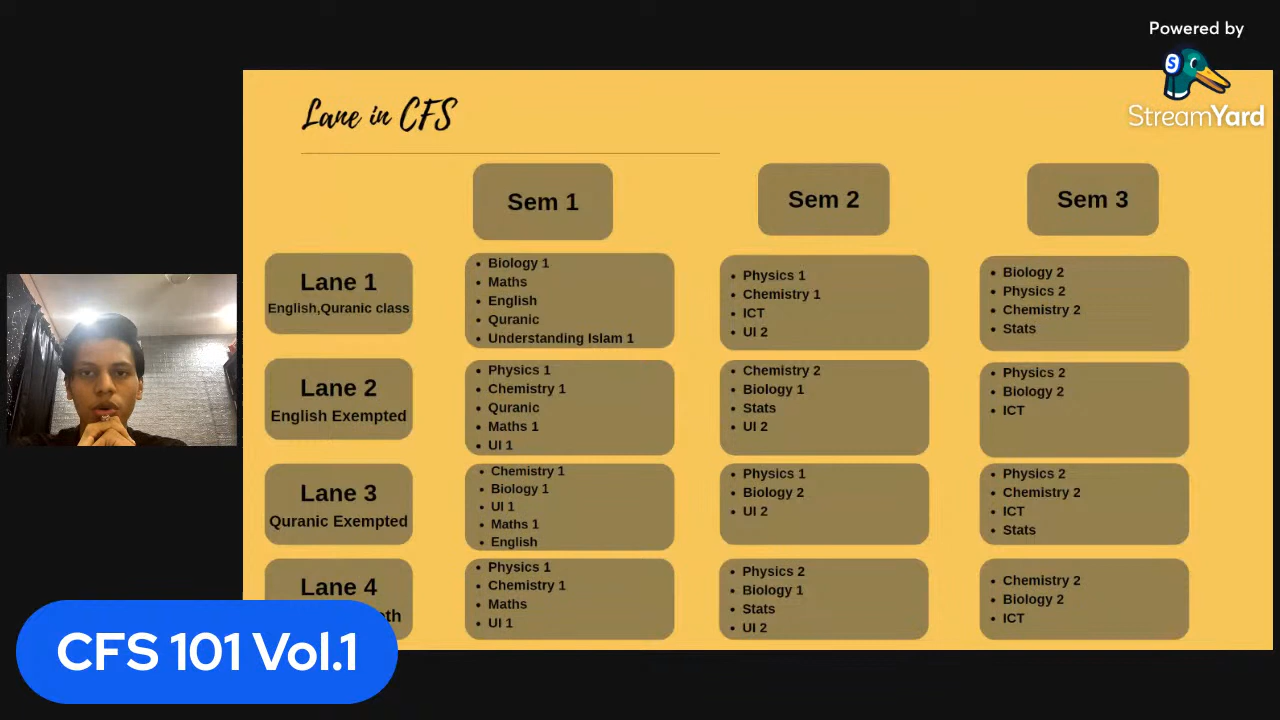 Powered by
StreamYard
Lane in CFS
Sem 1
Sem 2
Sem 3
Lane 1
English,Quranic class
• Biology 1
• Maths
• English
• Quranic
• Understanding Islam 1
• Physics 1
• Chemistry 1
• ICT
• UI 2
• Biology 2
• Physics 2
• Chemistry 2
• Stats
Lane 2
English Exempted
• Physics 1
• Chemistry 1
• Quranic
• Maths 1
• UI 1
• Chemistry 2
• Biology 1
• Stats
• UI 2
• Physics 2
• Biology 2
• ICT
Lane 3
Quranic Exempted
• Chemistry 1
• Biology 1
• UI 1
• Maths 1
• English
• Physics 1
• Biology 2
• UI 2
• Physics 2
• Chemistry 2
• ICT
• Stats
Lane 4
• Physics 1
• Chemistry 1
• Maths
• UI 1
• Physics 2
• Biology 1
• Stats
• UI 2
• Chemistry 2
• Biology 2
• ICT
CFS 101 Vol.1